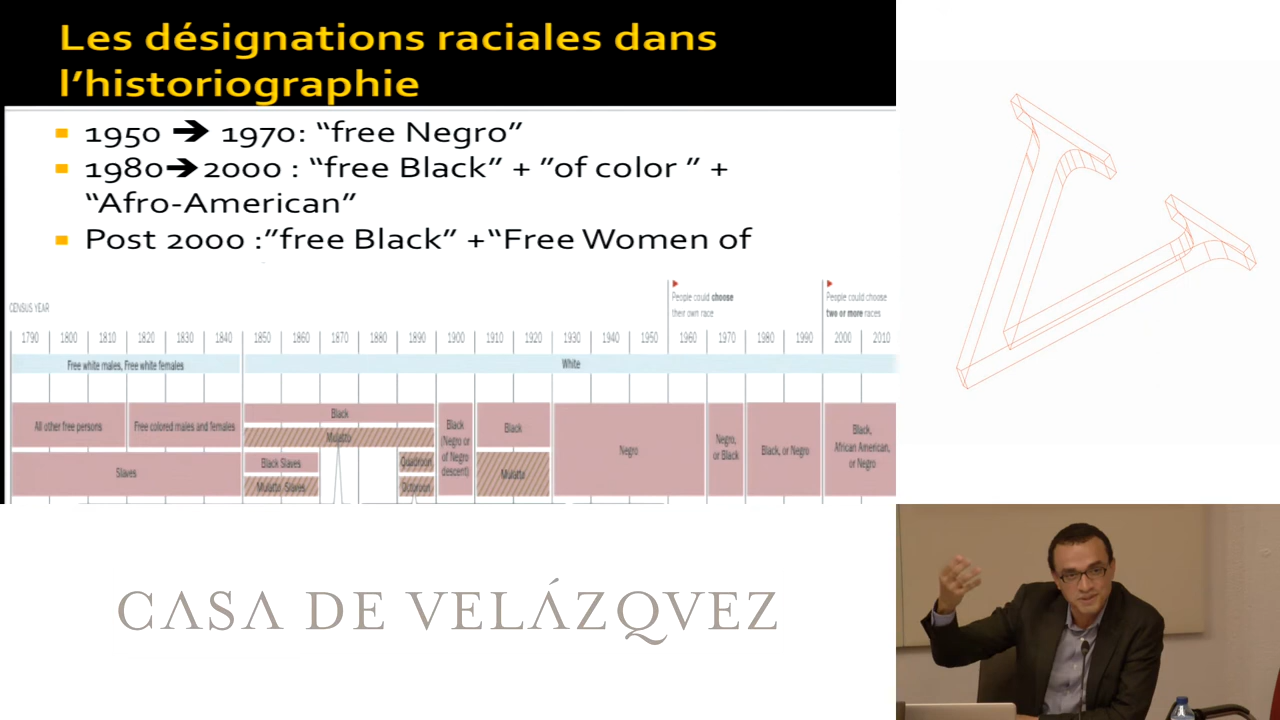 Les désignations raciales dans
l'historiographie
1950 ➔ 1970: “free Negro”
1980➔2000 : “free Black” + ”of color ” +
“Afro-American”
Post 2000 :”free Black” +“Free Women of
People could choose
their own race
People could choose
two or more races
CENSUS YEAR
1790 1800 1810 1820 1830 1840 1850 1860 1870 1880 1890 1900 1910 1920 1930 1940 1950 1960 1970 1980 1990 2000 2010
Free white males, Free white females
White
All other free persons
Free colored males and females
Slaves
Black
Mulatto
Black Slaves
Mulatto Slaves
Quadroon
Octoroon
Black
(Negro or
of Negro
descent)
Black
Mulatto
Negro
Negro,
or Black
Black, or Negro
Black,
African American,
or Negro
CASA DE VELÁZQVEZ